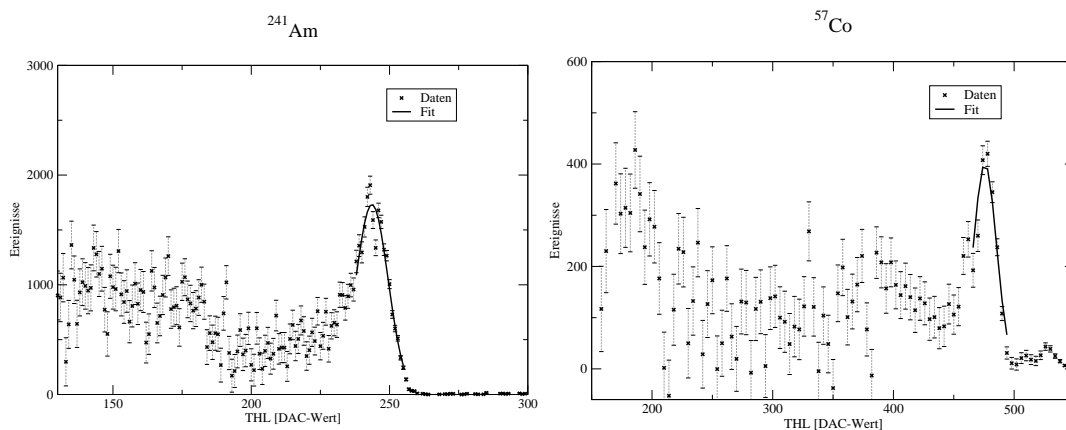 ²⁴¹Am
3000
2000
1000
0
150
200
250
300
Ereignisse
THL [DAC-Wert]
Daten
Fit
⁵⁷Co
600
400
200
0
200
300
400
500
Ereignisse
THL [DAC-Wert]
Daten
Fit